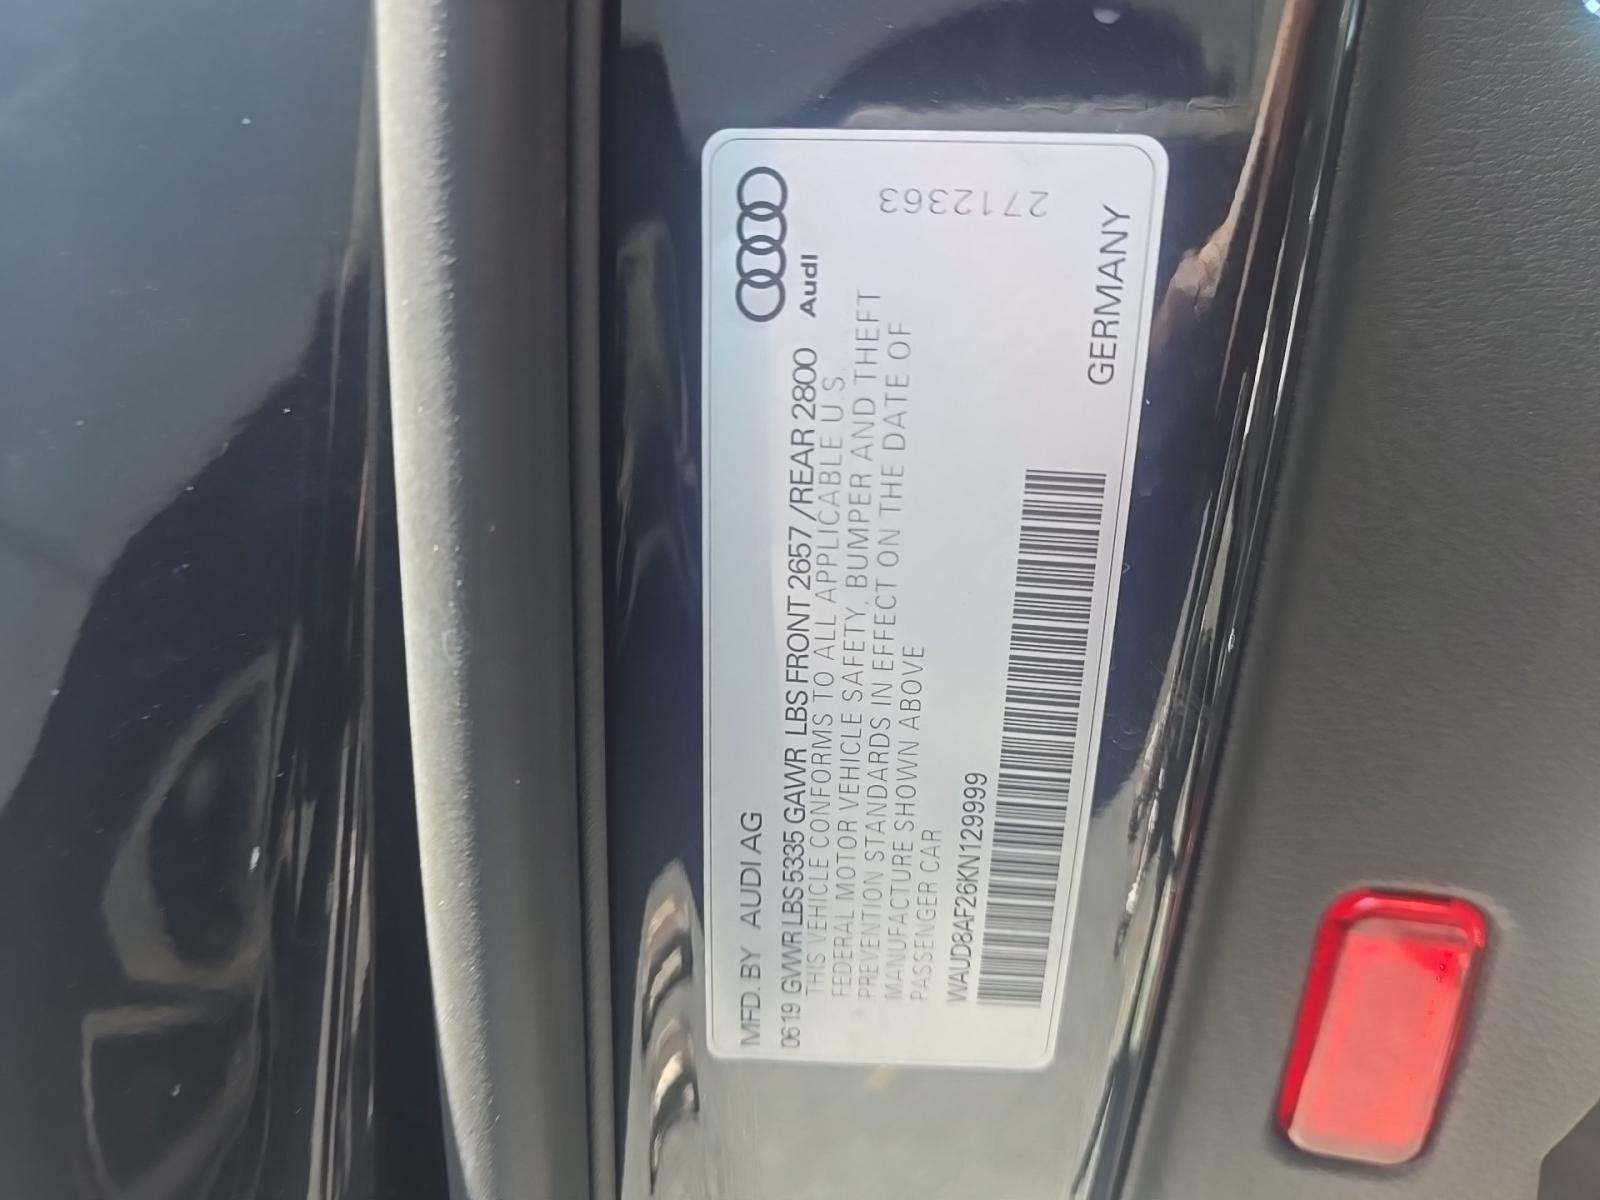 MFD. BY AUDI AG
Audi
0619 GVWR LBS 5335 GAWR LBS FRONT 2657 /REAR 2800
THIS VEHICLE CONFORMS TO ALL APPLICABLE U.S.
FEDERAL MOTOR VEHICLE SAFETY, BUMPER AND THEFT
PREVENTION STANDARDS IN EFFECT ON THE DATE OF
MANUFACTURE SHOWN ABOVE
PASSENGER CAR
WAUD8AF26KN129999
GERMANY
2712363